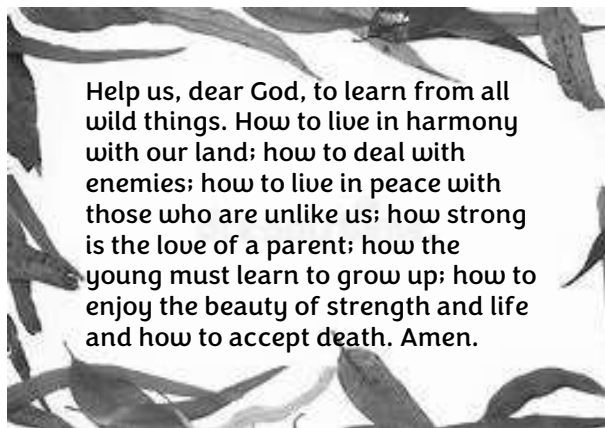 Help us, dear God, to learn from all
wild things. How to live in harmony
with our land; how to deal with
enemies; how to live in peace with
those who are unlike us; how strong
is the love of a parent; how the
young must learn to grow up; how to
enjoy the beauty of strength and life
and how to accept death. Amen.